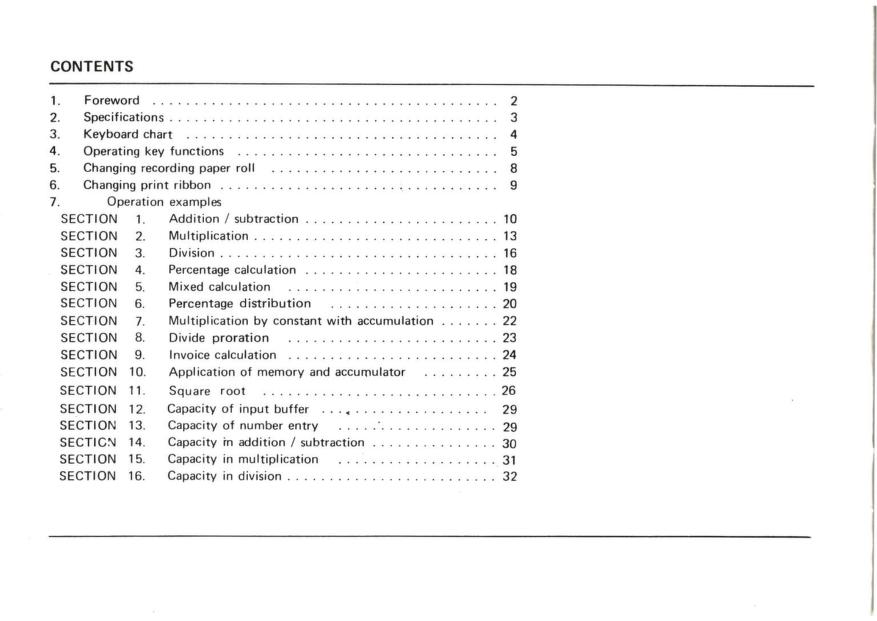 CONTENTS
1. Foreword ........................................ 2
2. Specifications ...................................... 3
3. Keyboard chart .................................... 4
4. Operating key functions .............................. 5
5. Changing recording paper roll .......................... 8
6. Changing print ribbon ................................ 9
7. Operation examples
SECTION 1. Addition / subtraction ....................... 10
SECTION 2. Multiplication ............................. 13
SECTION 3. Division ................................. 16
SECTION 4. Percentage calculation ....................... 18
SECTION 5. Mixed calculation ......................... 19
SECTION 6. Percentage distribution .................... 20
SECTION 7. Multiplication by constant with accumulation ....... 22
SECTION 8. Divide proration ......................... 23
SECTION 9. Invoice calculation ......................... 24
SECTION 10. Application of memory and accumulator ......... 25
SECTION 11. Square root ............................ 26
SECTION 12. Capacity of input buffer .................... 29
SECTION 13. Capacity of number entry ................... 29
SECTION 14. Capacity in addition / subtraction ............... 30
SECTION 15. Capacity in multiplication ................... 31
SECTION 16. Capacity in division ......................... 32